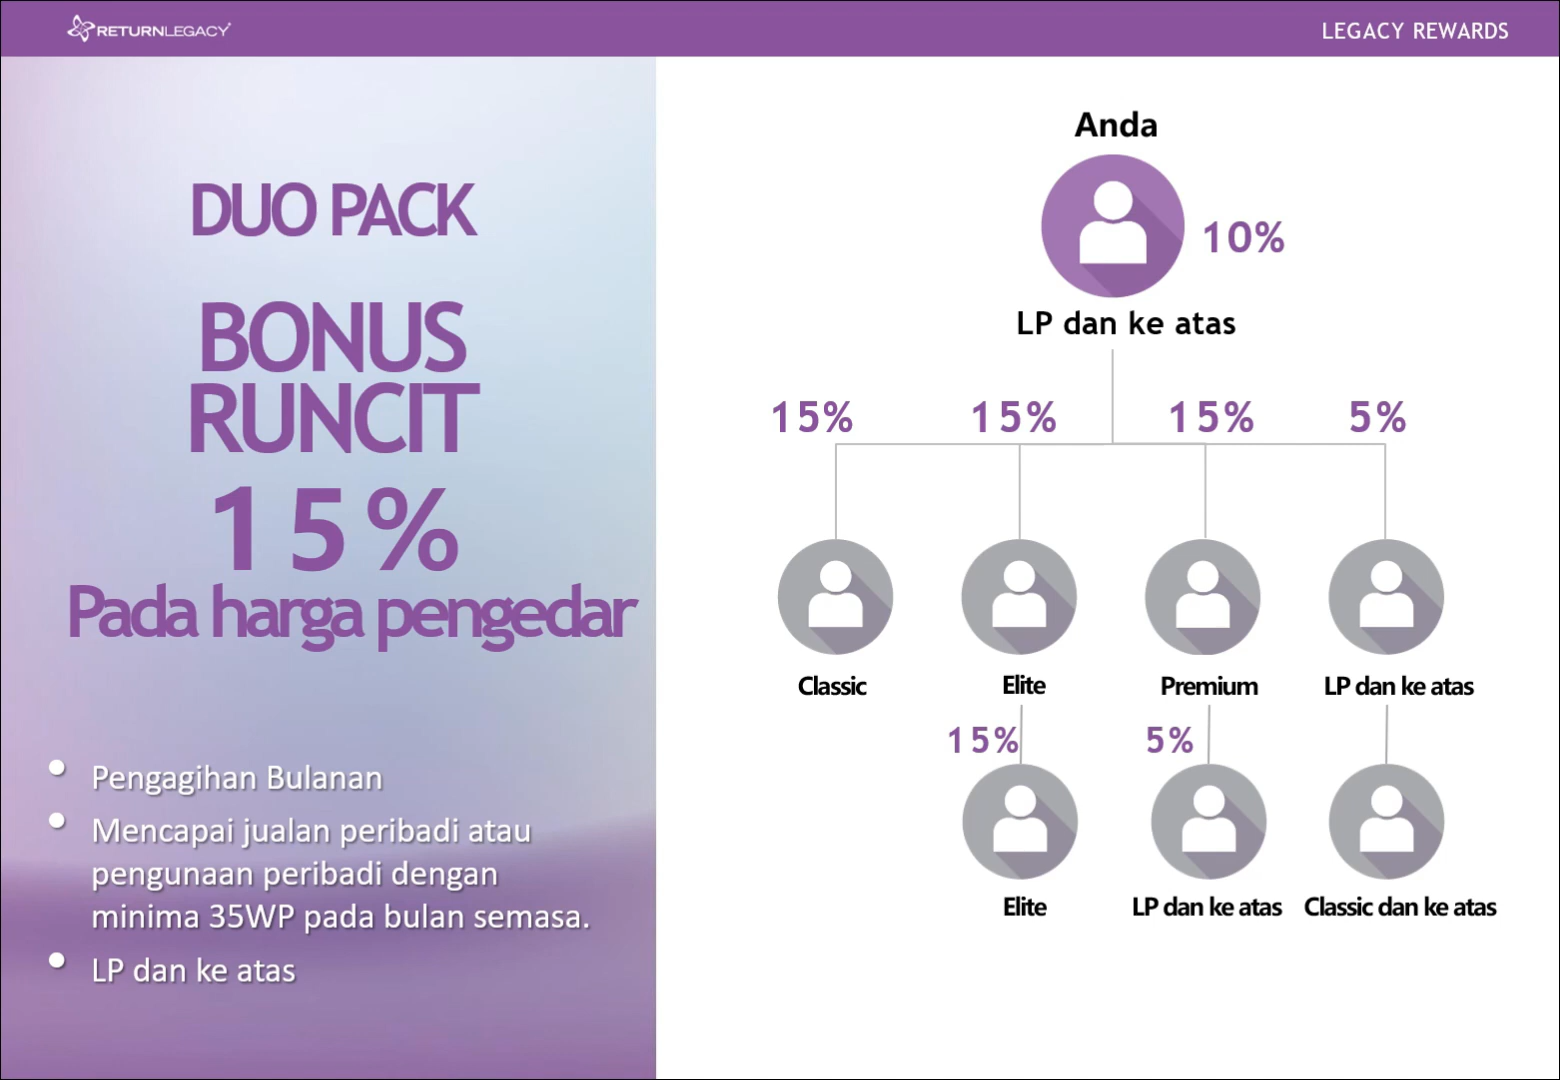 RETURNLEGACY
LEGACY REWARDS
DUO PACK
BONUS
RUNCIT
15%
Pada harga pengedar
• Pengagihan Bulanan
• Mencapai jualan peribadi atau
pengunaan peribadi dengan
minima 35WP pada bulan semasa.
• LP dan ke atas
Anda
10%
LP dan ke atas
15% 15% 15% 5%
Classic Elite Premium LP dan ke atas
15% 5%
Elite LP dan ke atas Classic dan ke atas